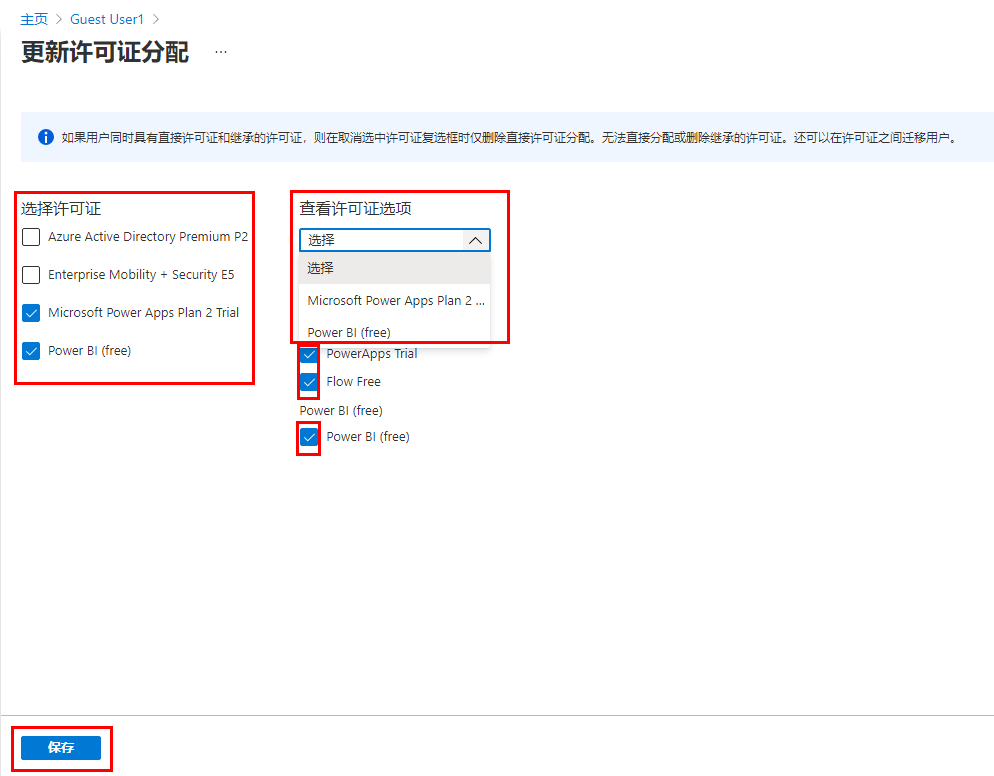 主页 > Guest User1 >
更新许可证分配 ...
如果用户同时具有直接许可证和继承的许可证，则在取消选中许可证复选框时仅删除直接许可证分配。无法直接分配或删除继承的许可证。还可以在许可证之间迁移用户。
选择许可证
Azure Active Directory Premium P2
Enterprise Mobility + Security E5
Microsoft Power Apps Plan 2 Trial
Power BI (free)
查看许可证选项
选择
选择
Microsoft Power Apps Plan 2 ...
Power BI (free)
PowerApps Trial
Flow Free
Power BI (free)
Power BI (free)
保存